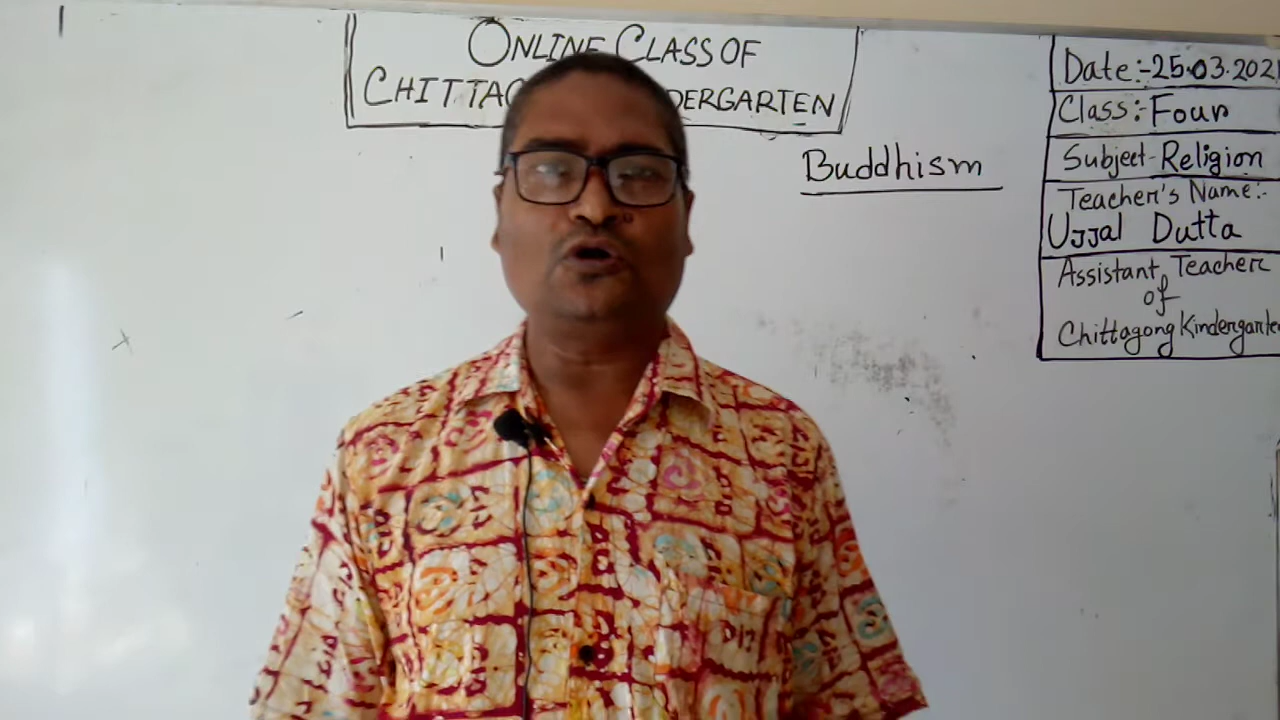 ONLINE CLASS OF
CHITTAG DERGARTEN
Buddhism
Date:-25.03.2021
Class:-Four
Subject-Religion
Teacher's Name:-
Ujjal Dutta
Assistant Teacher
of
Chittagong Kindergarte